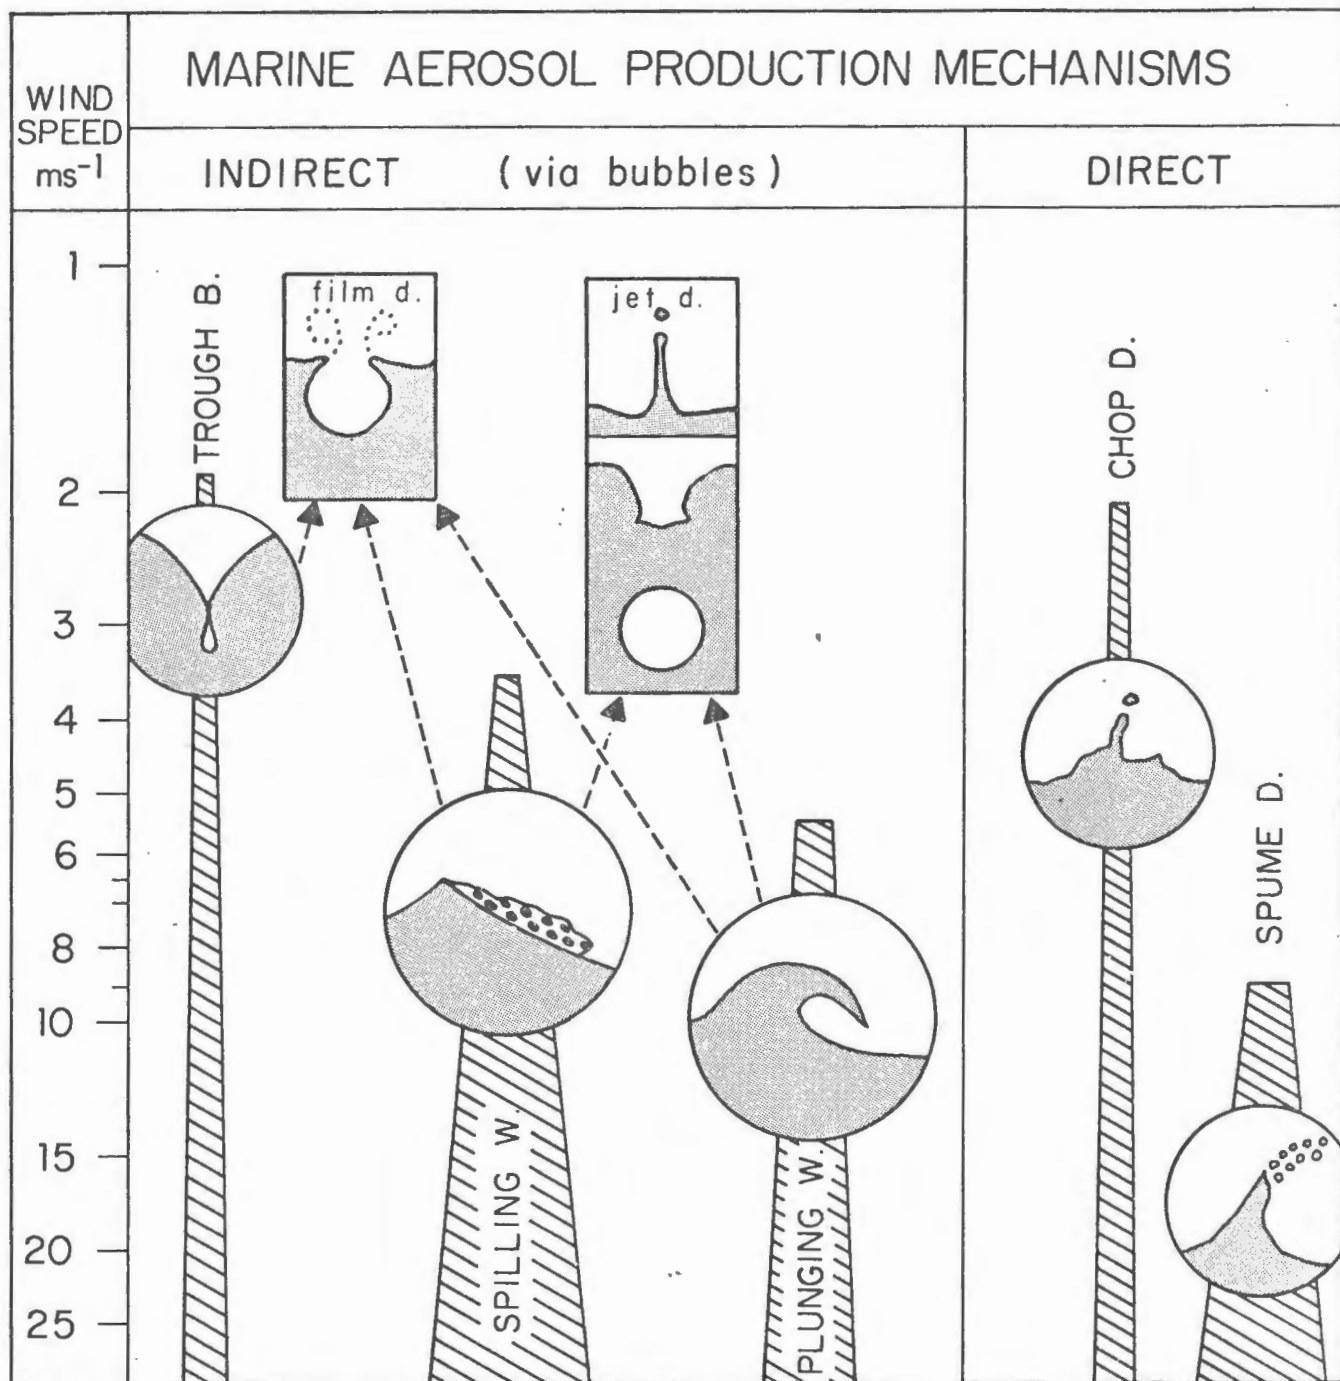 MARINE AEROSOL PRODUCTION MECHANISMS
WIND
SPEED
ms⁻¹
INDIRECT (via bubbles)
DIRECT
1
2
3
4
5
6
8
10
15
20
25
TROUGH B.
film d.
jet d.
CHOP D.
SPUME D.
SPILLING W.
PLUNGING W.